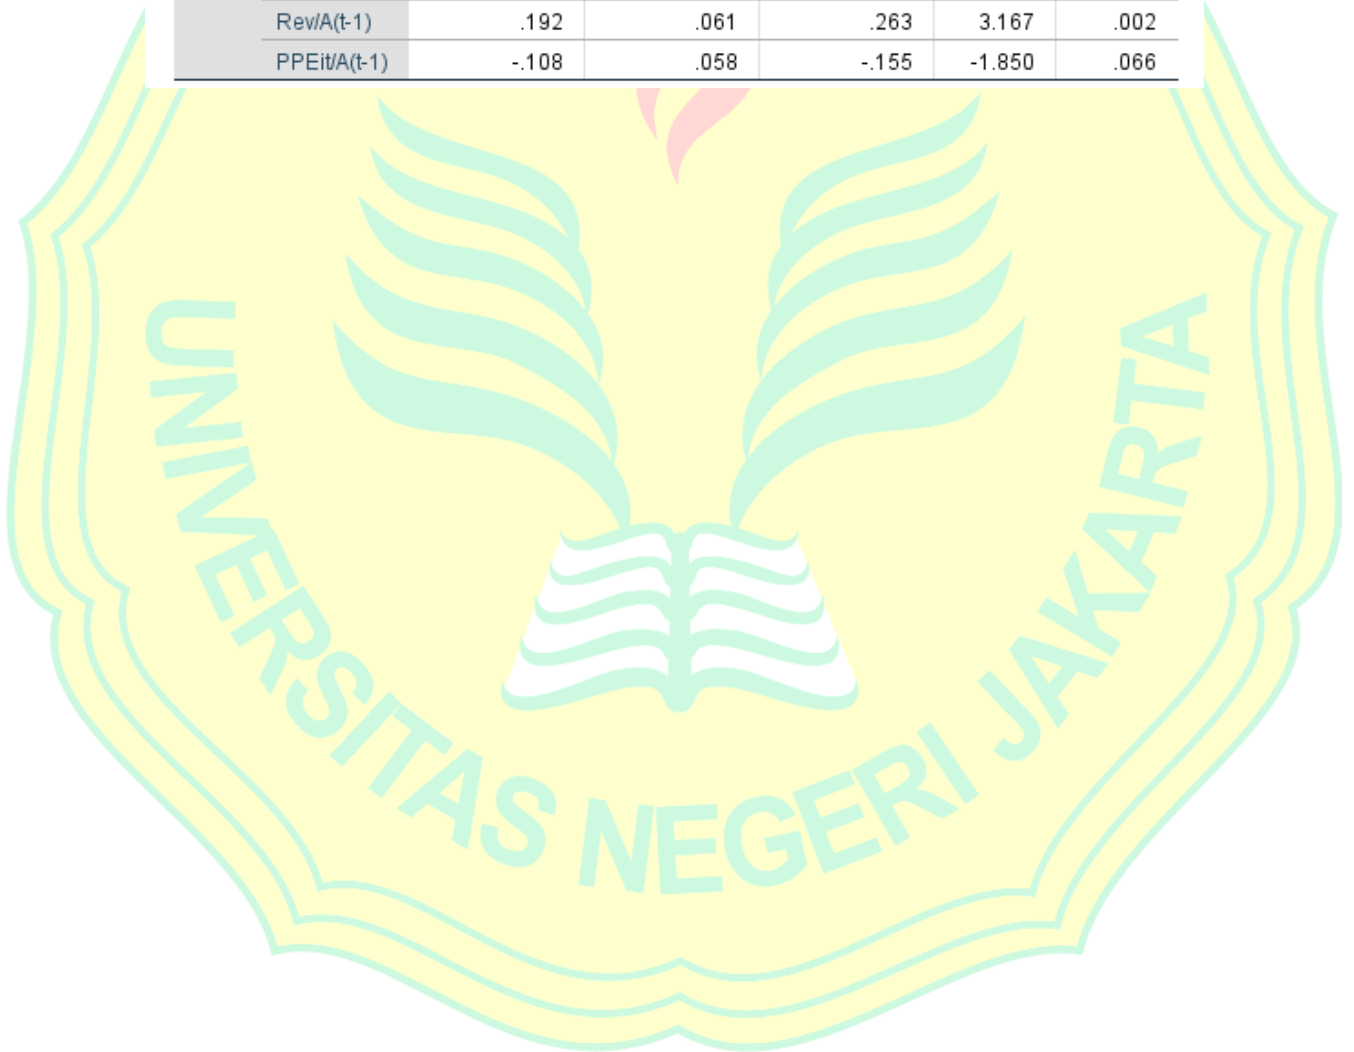 Rev/A(t-1) .192 .061 .263 3.167 .002
PPEit/A(t-1) -.108 .058 -.155 -1.850 .066
UNIVERSITAS NEGERI JAKARTA